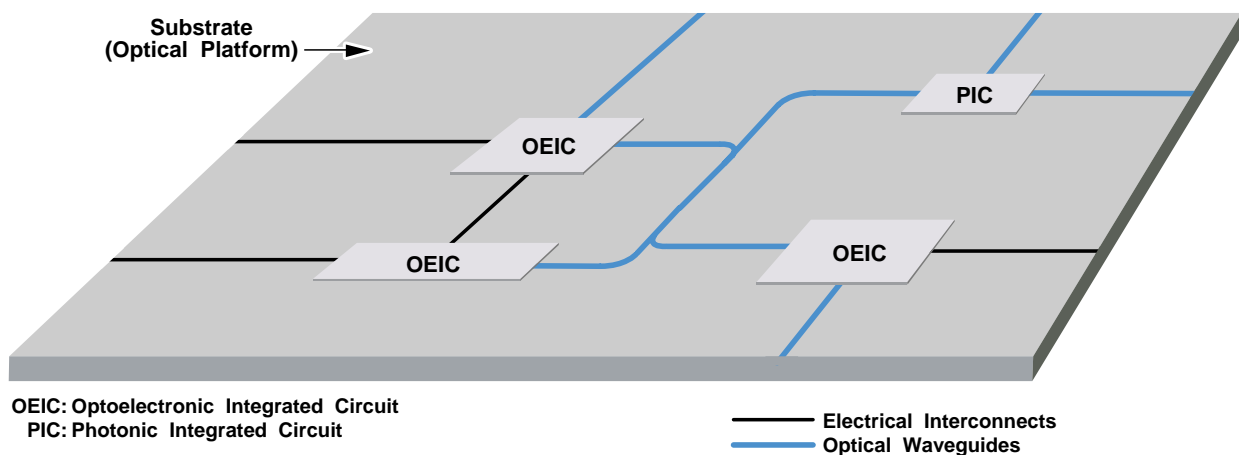 Substrate
(Optical Platform)
PIC
OEIC
OEIC
OEIC
OEIC: Optoelectronic Integrated Circuit
PIC: Photonic Integrated Circuit
Electrical Interconnects
Optical Waveguides